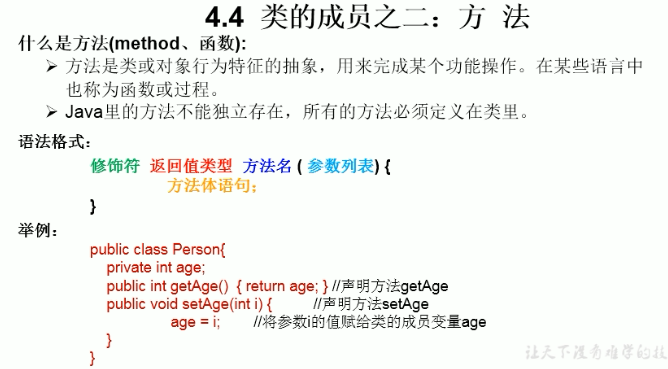 4.4 类的成员之二：方 法
什么是方法(method、函数):
➢ 方法是类或对象行为特征的抽象，用来完成某个功能操作。在某些语言中
也称为函数或过程。
➢ Java里的方法不能独立存在，所有的方法必须定义在类里。
语法格式：
修饰符 返回值类型 方法名 ( 参数列表) {
方法体语句；
}
举例：
public class Person{
private int age;
public int getAge() { return age; } //声明方法getAge
public void setAge(int i) { //声明方法setAge
age = i; //将参数i的值赋给类的成员变量age
}
}
让天下没有难学的技